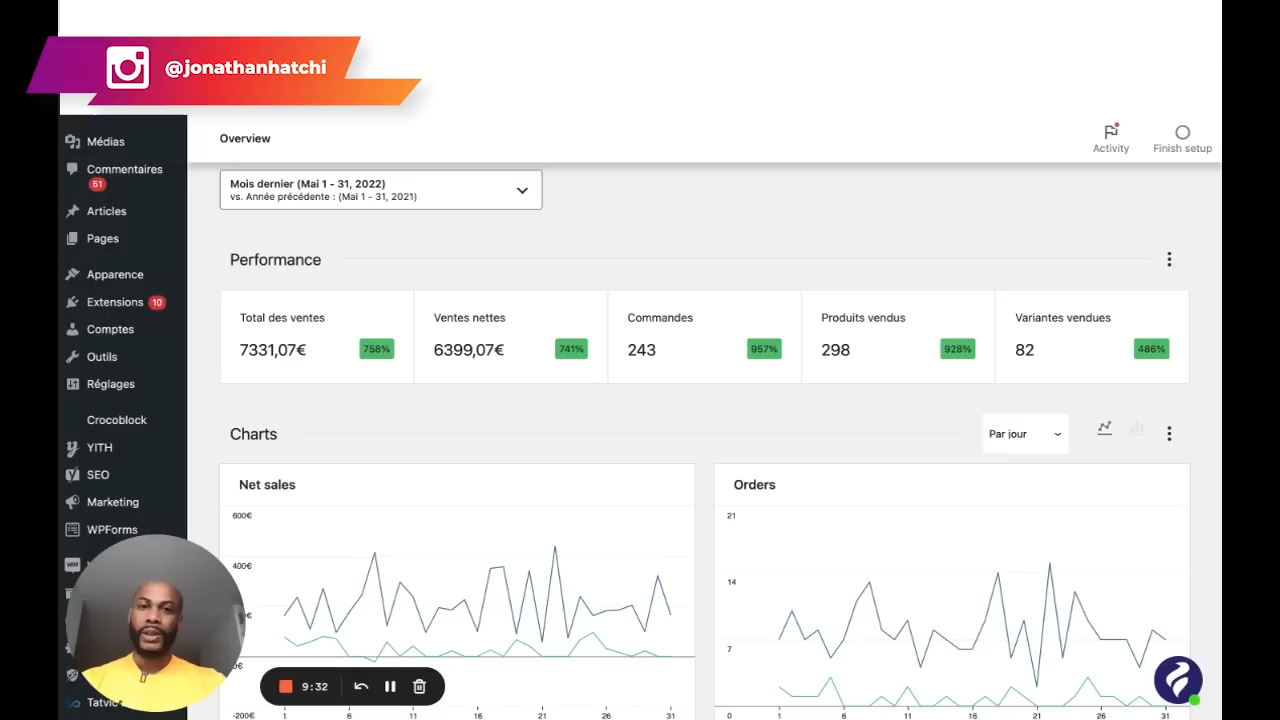 @jonathanhatchi
Médias
Commentaires
51
Articles
Pages
Apparence
Extensions 10
Comptes
Outils
Réglages
Crocoblock
YITH
SEO
Marketing
WPForms
Tatvic
Overview
Activity
Finish setup
Mois dernier (Mai 1 - 31, 2022)
vs. Année précédente : (Mai 1 - 31, 2021)
Performance
Total des ventes
7331,07€ 758%
Ventes nettes
6399,07€ 741%
Commandes
243 957%
Produits vendus
298 928%
Variantes vendues
82 486%
Charts
Par jour
Net sales
600€
400€
0€
-200€
1 6 11 16 21 26 31
Orders
21
14
7
0
1 6 11 16 21 26 31
9:32